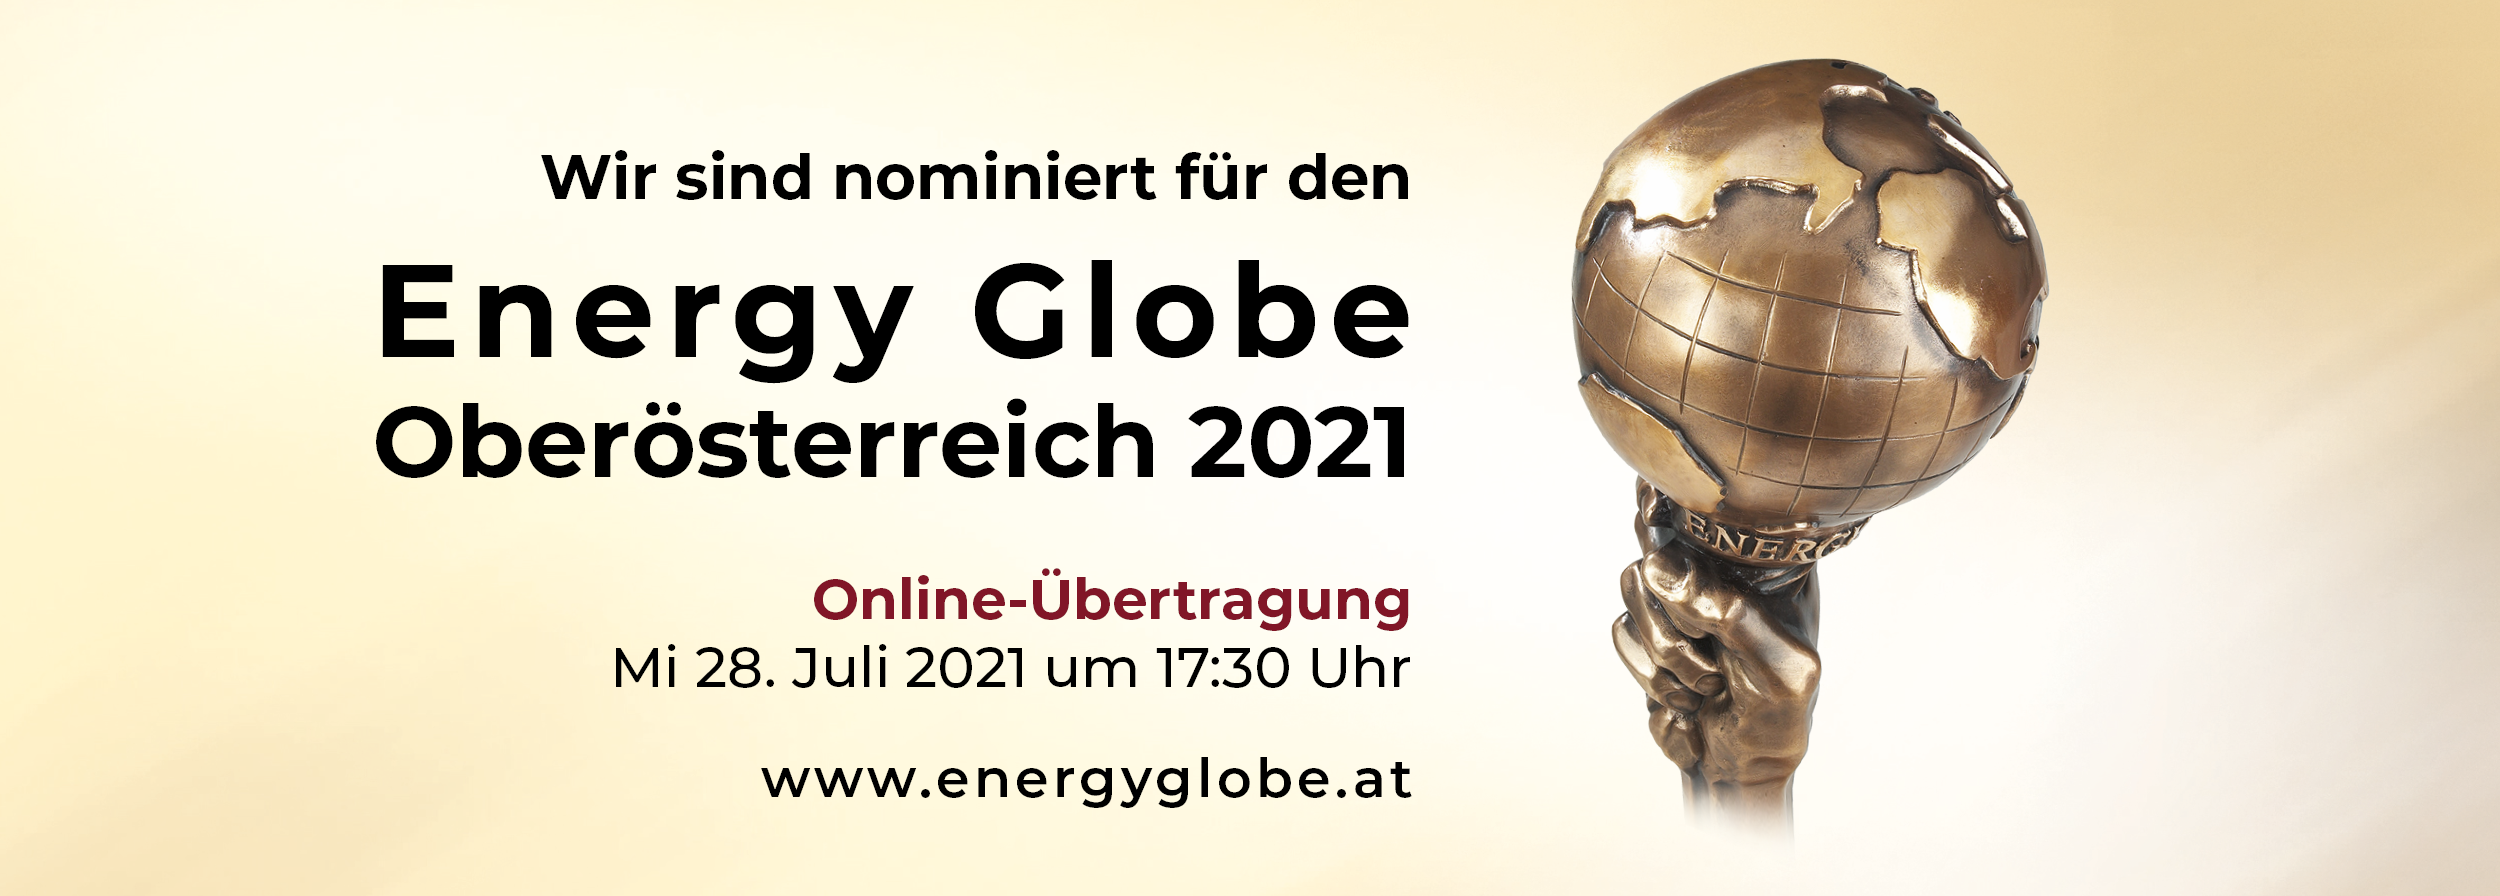 Wir sind nominiert für den
Energy Globe
Oberösterreich 2021
Online-Übertragung
Mi 28. Juli 2021 um 17:30 Uhr
www.energyglobe.at
ENERGY